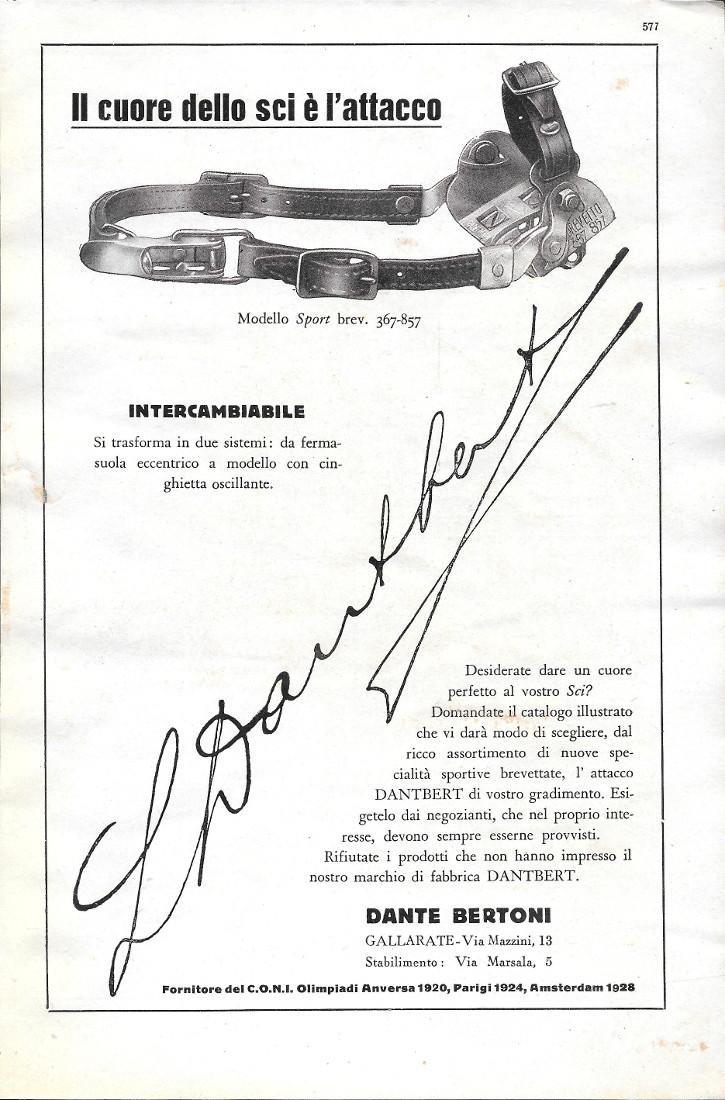 577
Il cuore dello sci è l'attacco
BREVETTO
367 857
Modello Sport brev. 367-857
INTERCAMBIABILE
Si trasforma in due sistemi: da ferma-
suola eccentrico a modello con cin-
ghietta oscillante.
Dantbert
Desiderate dare un cuore
perfetto al vostro Sci?
Domandate il catalogo illustrato
che vi darà modo di scegliere, dal
ricco assortimento di nuove spe-
cialità sportive brevettate, l' attacco
DANTBERT di vostro gradimento. Esi-
getelo dai negozianti, che nel proprio inte-
resse, devono sempre esserne provvisti.
Rifiutate i prodotti che non hanno impresso il
nostro marchio di fabbrica DANTBERT.
DANTE BERTONI
GALLARATE - Via Mazzini, 13
Stabilimento: Via Marsala, 5
Fornitore del C.O.N.I. Olimpiadi Anversa 1920, Parigi 1924, Amsterdam 1928